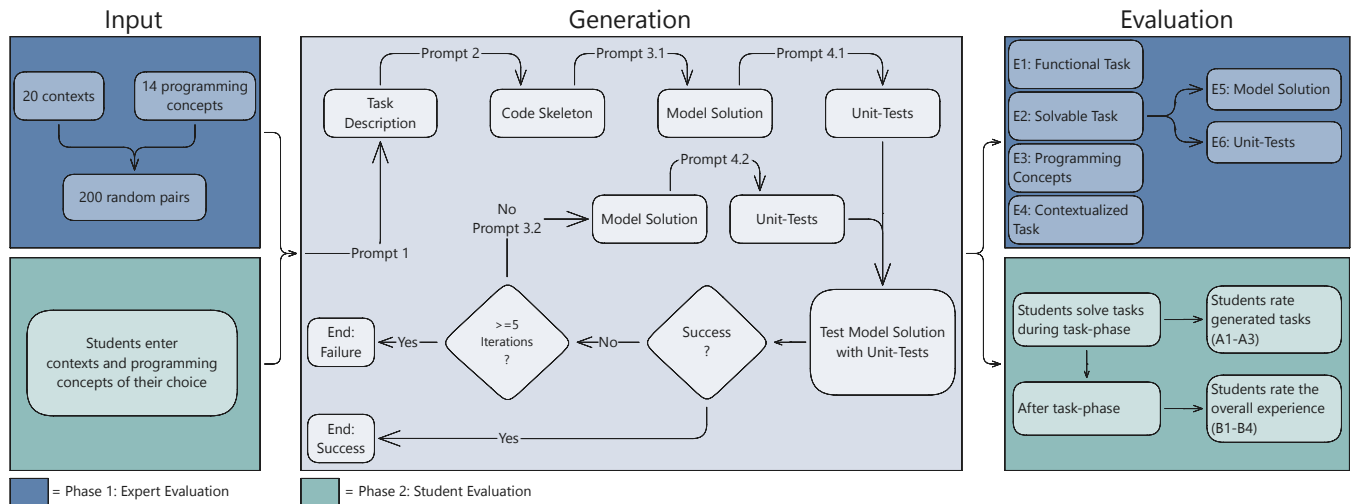 Input
Generation
Evaluation
20 contexts
14 programming
concepts
200 random pairs
Students enter
contexts and programming
concepts of their choice
Prompt 2
Prompt 3.1
Prompt 4.1
Task
Description
Code Skeleton
Model Solution
Unit-Tests
Prompt 4.2
No
Prompt 3.2
Model Solution
Unit-Tests
Prompt 1
End:
Failure
Yes
>=5
Iterations
?
No
Success
?
Test Model Solution
with Unit-Tests
End:
Success
Yes
E1: Functional Task
E2: Solvable Task
E3: Programming
Concepts
E4: Contextualized
Task
E5: Model Solution
E6: Unit-Tests
Students solve tasks
during task-phase
Students rate
generated tasks
(A1-A3)
After task-phase
Students rate the
overall experience
(B1-B4)
= Phase 1: Expert Evaluation
= Phase 2: Student Evaluation